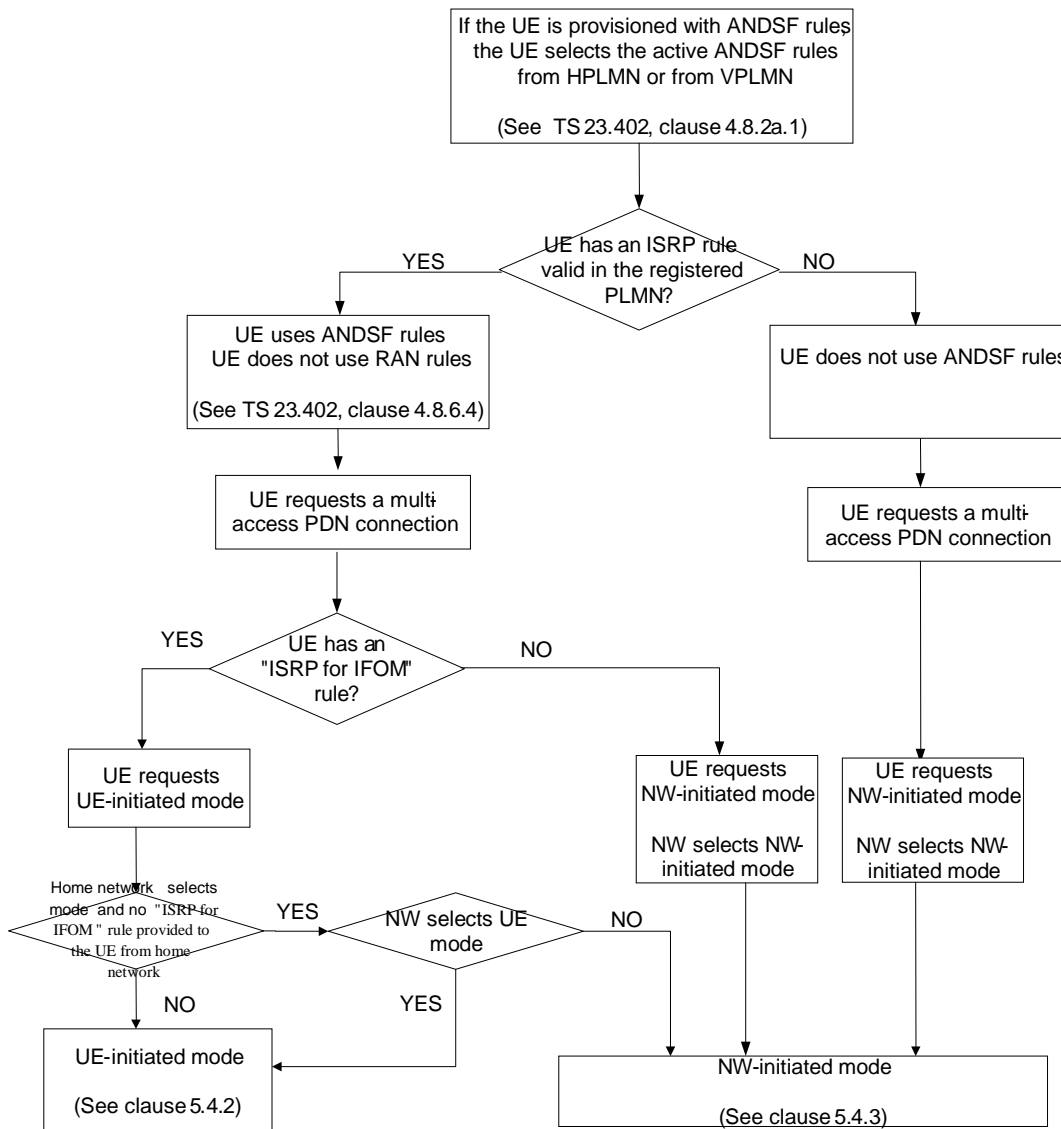 If the UE is provisioned with ANDSF rules,
the UE selects the active ANDSF rules
from HPLMN or from VPLMN
(See TS 23.402, clause 4.8.2a.1)
UE has an ISRP rule
valid in the registered
PLMN?
YES
NO
UE uses ANDSF rules
UE does not use RAN rules
(See TS 23.402, clause 4.8.6.4)
UE does not use ANDSF rules
UE requests a multi-
access PDN connection
UE requests a multi-
access PDN connection
YES
UE has an
"ISRP for IFOM"
rule?
NO
UE requests
UE-initiated mode
UE requests
NW-initiated mode
NW selects NW-
initiated mode
UE requests
NW-initiated mode
NW selects NW-
initiated mode
Home network selects
mode and no "ISRP for
IFOM " rule provided to
the UE from home
network
YES
NW selects UE
mode
NO
NO
YES
UE-initiated mode
(See clause 5.4.2)
NW-initiated mode
(See clause 5.4.3)